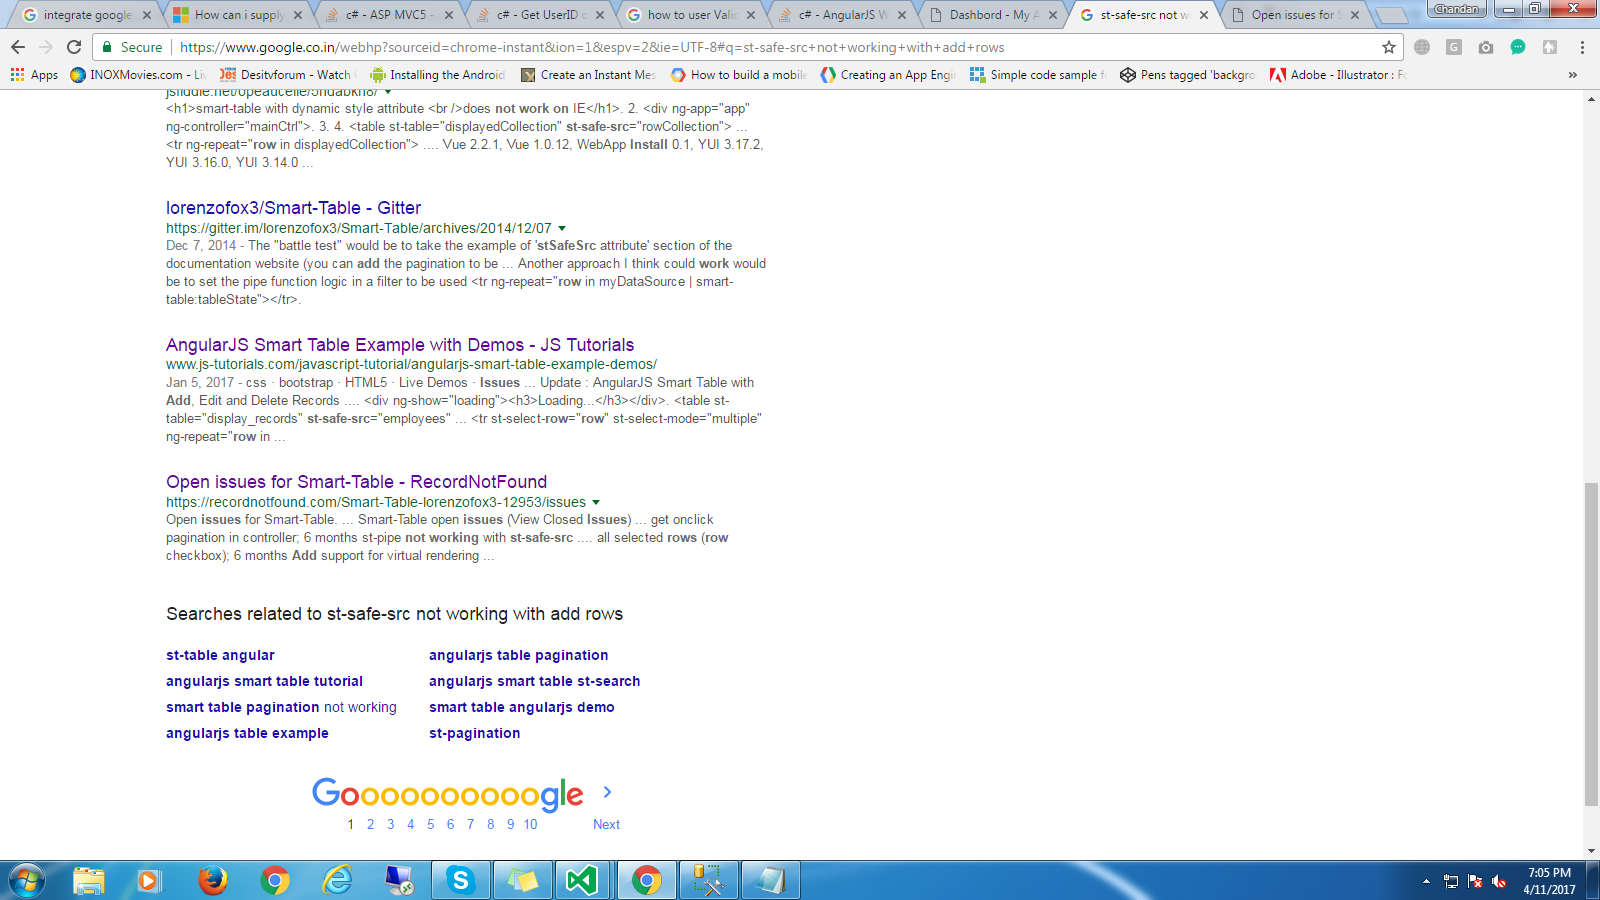 integrate google
How can i supply
c# - ASP MVC5 -
c# - Get UserID
how to user Valid
c# - AngularJS W
Dashbord - My A
st-safe-src not w
Open issues for S
Chandan
Secure
https://www.google.co.in/webhp?sourceid=chrome-instant&ion=1&espv=2&ie=UTF-8#q=st-safe-src+not+working+with+add+rows
Apps
INOXMovies.com - Li
Desitvforum - Watch
Installing the Android
Create an Instant Mes
How to build a mobile
Creating an App Engi
Simple code sample f
Pens tagged 'backgro
Adobe - Illustrator : Fo
»
jsfiddle.net/opeaucelle/5hdabkh8/
<h1>smart-table with dynamic style attribute <br />does not work on IE</h1>. 2. <div ng-app="app"
ng-controller="mainCtrl">. 3. 4. <table st-table="displayedCollection" st-safe-src="rowCollection"> ...
<tr ng-repeat="row in displayedCollection"> .... Vue 2.2.1, Vue 1.0.12, WebApp Install 0.1, YUI 3.17.2,
YUI 3.16.0, YUI 3.14.0 ...
lorenzofox3/Smart-Table - Gitter
https://gitter.im/lorenzofox3/Smart-Table/archives/2014/12/07
Dec 7, 2014 - The "battle test" would be to take the example of 'stSafeSrc attribute' section of the
documentation website (you can add the pagination to be ... Another approach I think could work would
be to set the pipe function logic in a filter to be used <tr ng-repeat="row in myDataSource | smart-
table:tableState"></tr>.
AngularJS Smart Table Example with Demos - JS Tutorials
www.js-tutorials.com/javascript-tutorial/angularjs-smart-table-example-demos/
Jan 5, 2017 - css · bootstrap · HTML5 · Live Demos · Issues ... Update : AngularJS Smart Table with
Add, Edit and Delete Records .... <div ng-show="loading"><h3>Loading...</h3></div>. <table st-
table="display_records" st-safe-src="employees" ... <tr st-select-row="row" st-select-mode="multiple"
ng-repeat="row in ...
Open issues for Smart-Table - RecordNotFound
https://recordnotfound.com/Smart-Table-lorenzofox3-12953/issues
Open issues for Smart-Table. ... Smart-Table open issues (View Closed Issues) ... get onclick
pagination in controller; 6 months st-pipe not working with st-safe-src .... all selected rows (row
checkbox); 6 months Add support for virtual rendering ...
Searches related to st-safe-src not working with add rows
st-table angular
angularjs table pagination
angularjs smart table tutorial
angularjs smart table st-search
smart table pagination not working
smart table angularjs demo
angularjs table example
st-pagination
Goooooooooogle
1 2 3 4 5 6 7 8 9 10 Next
7:05 PM
4/11/2017